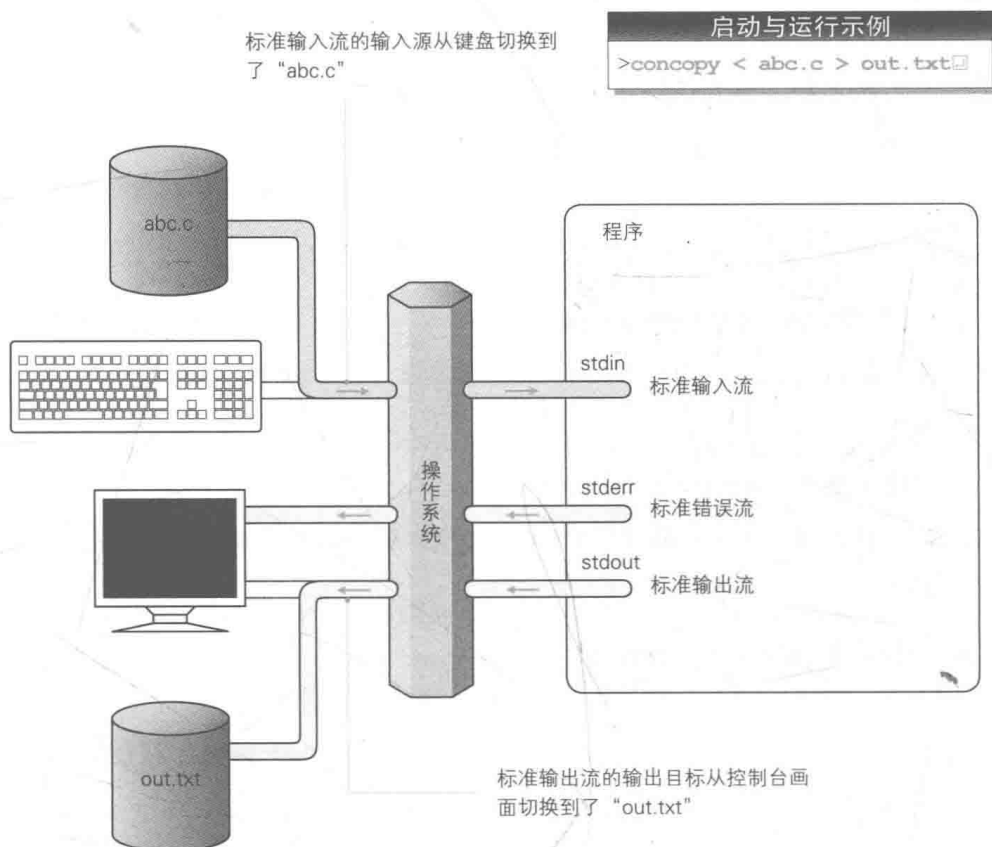 标准输入流的输入源从键盘切换到
了“abc.c”
启动与运行示例
>concopy < abc.c > out.txt
abc.c
程序
stdin
标准输入流
操作系统
stderr
标准错误流
stdout
标准输出流
out.txt
标准输出流的输出目标从控制台画
面切换到了“out.txt”